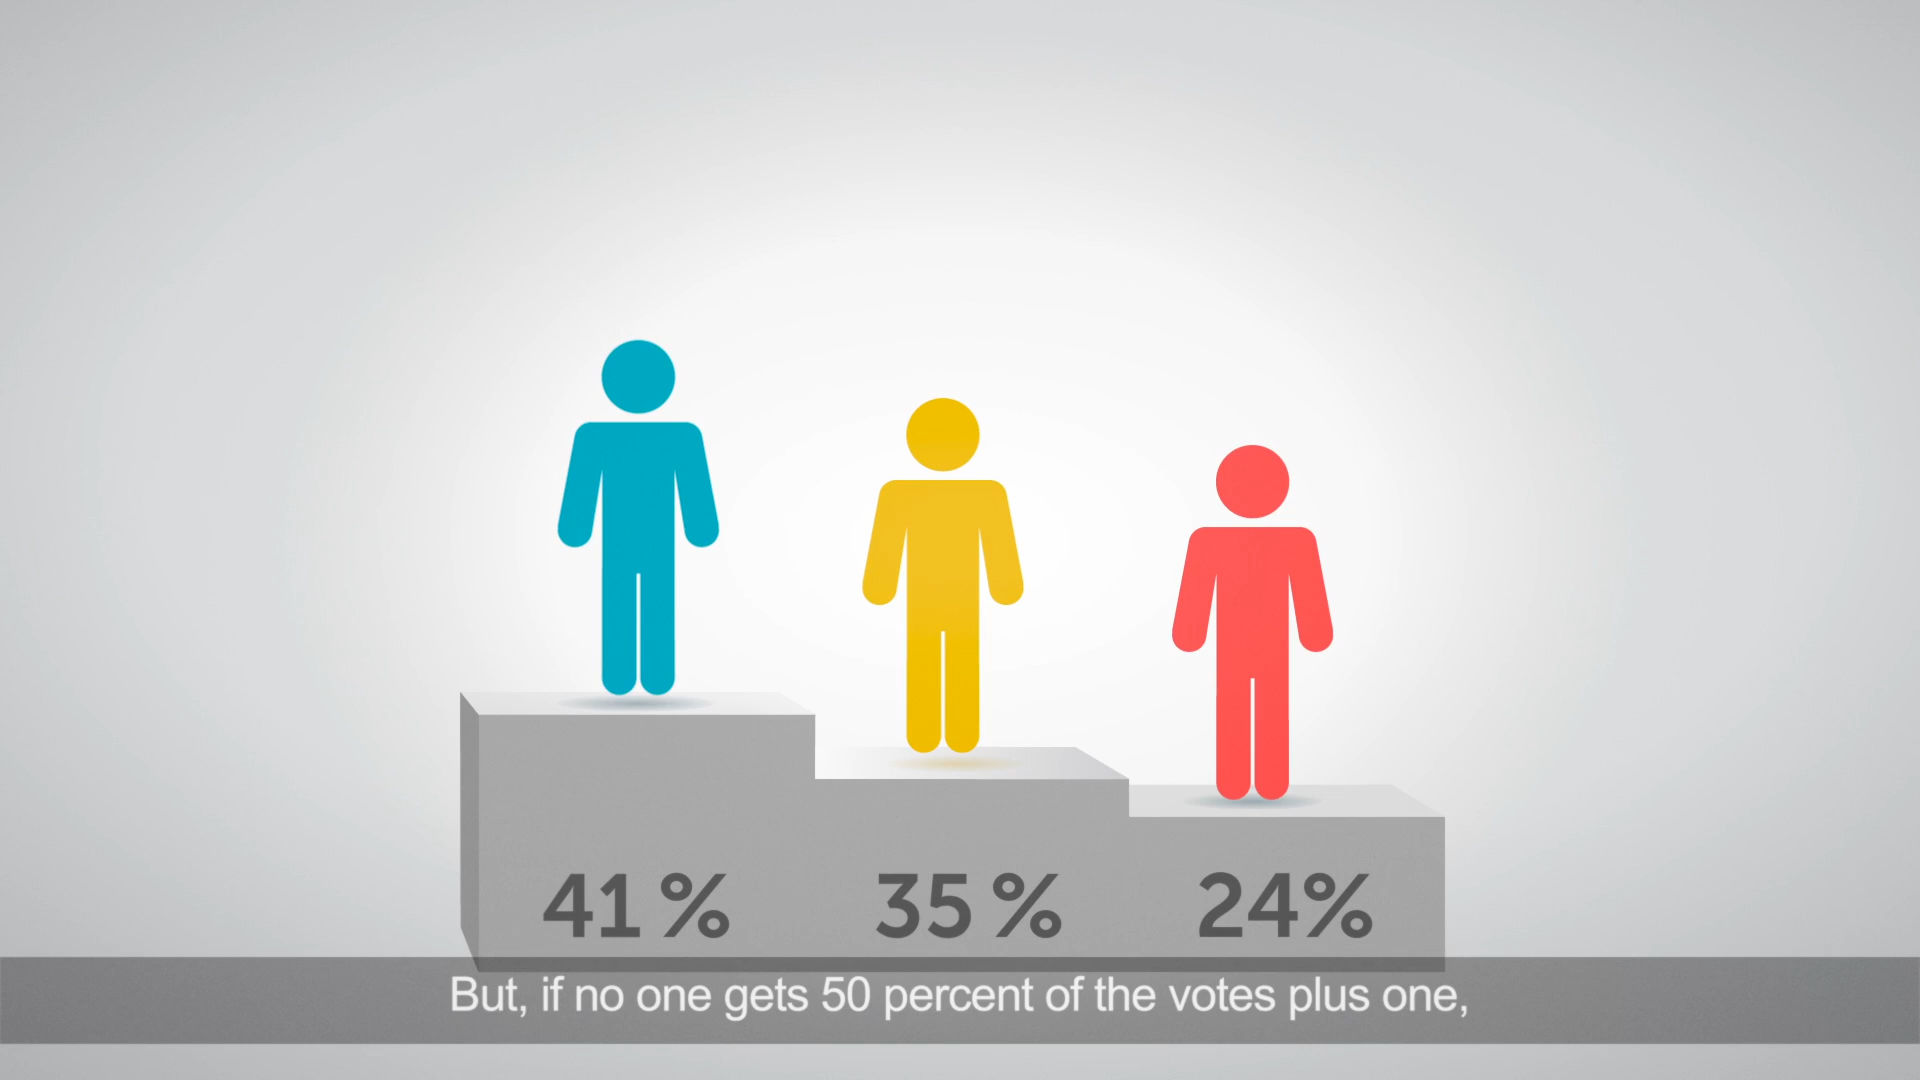 41 % 35 % 24%
But, if no one gets 50 percent of the votes plus one,